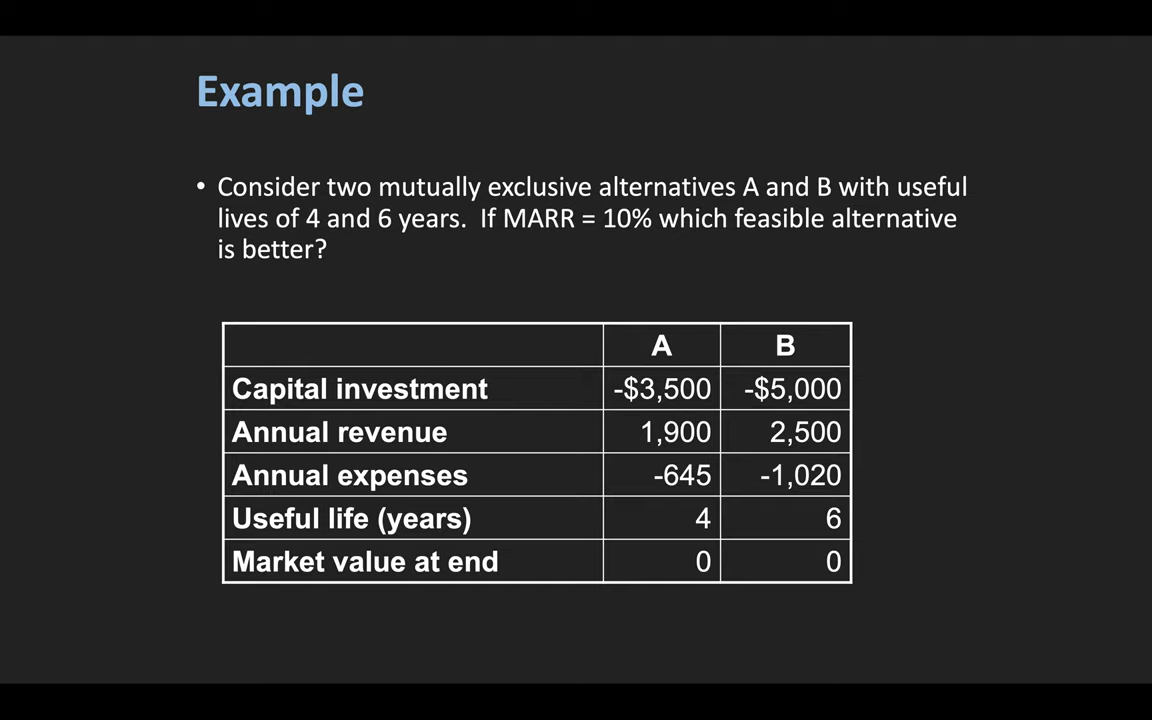 Example
• Consider two mutually exclusive alternatives A and B with useful
lives of 4 and 6 years.  If MARR = 10% which feasible alternative
is better?
A B
Capital investment -$3,500 -$5,000
Annual revenue 1,900 2,500
Annual expenses -645 -1,020
Useful life (years) 4 6
Market value at end 0 0